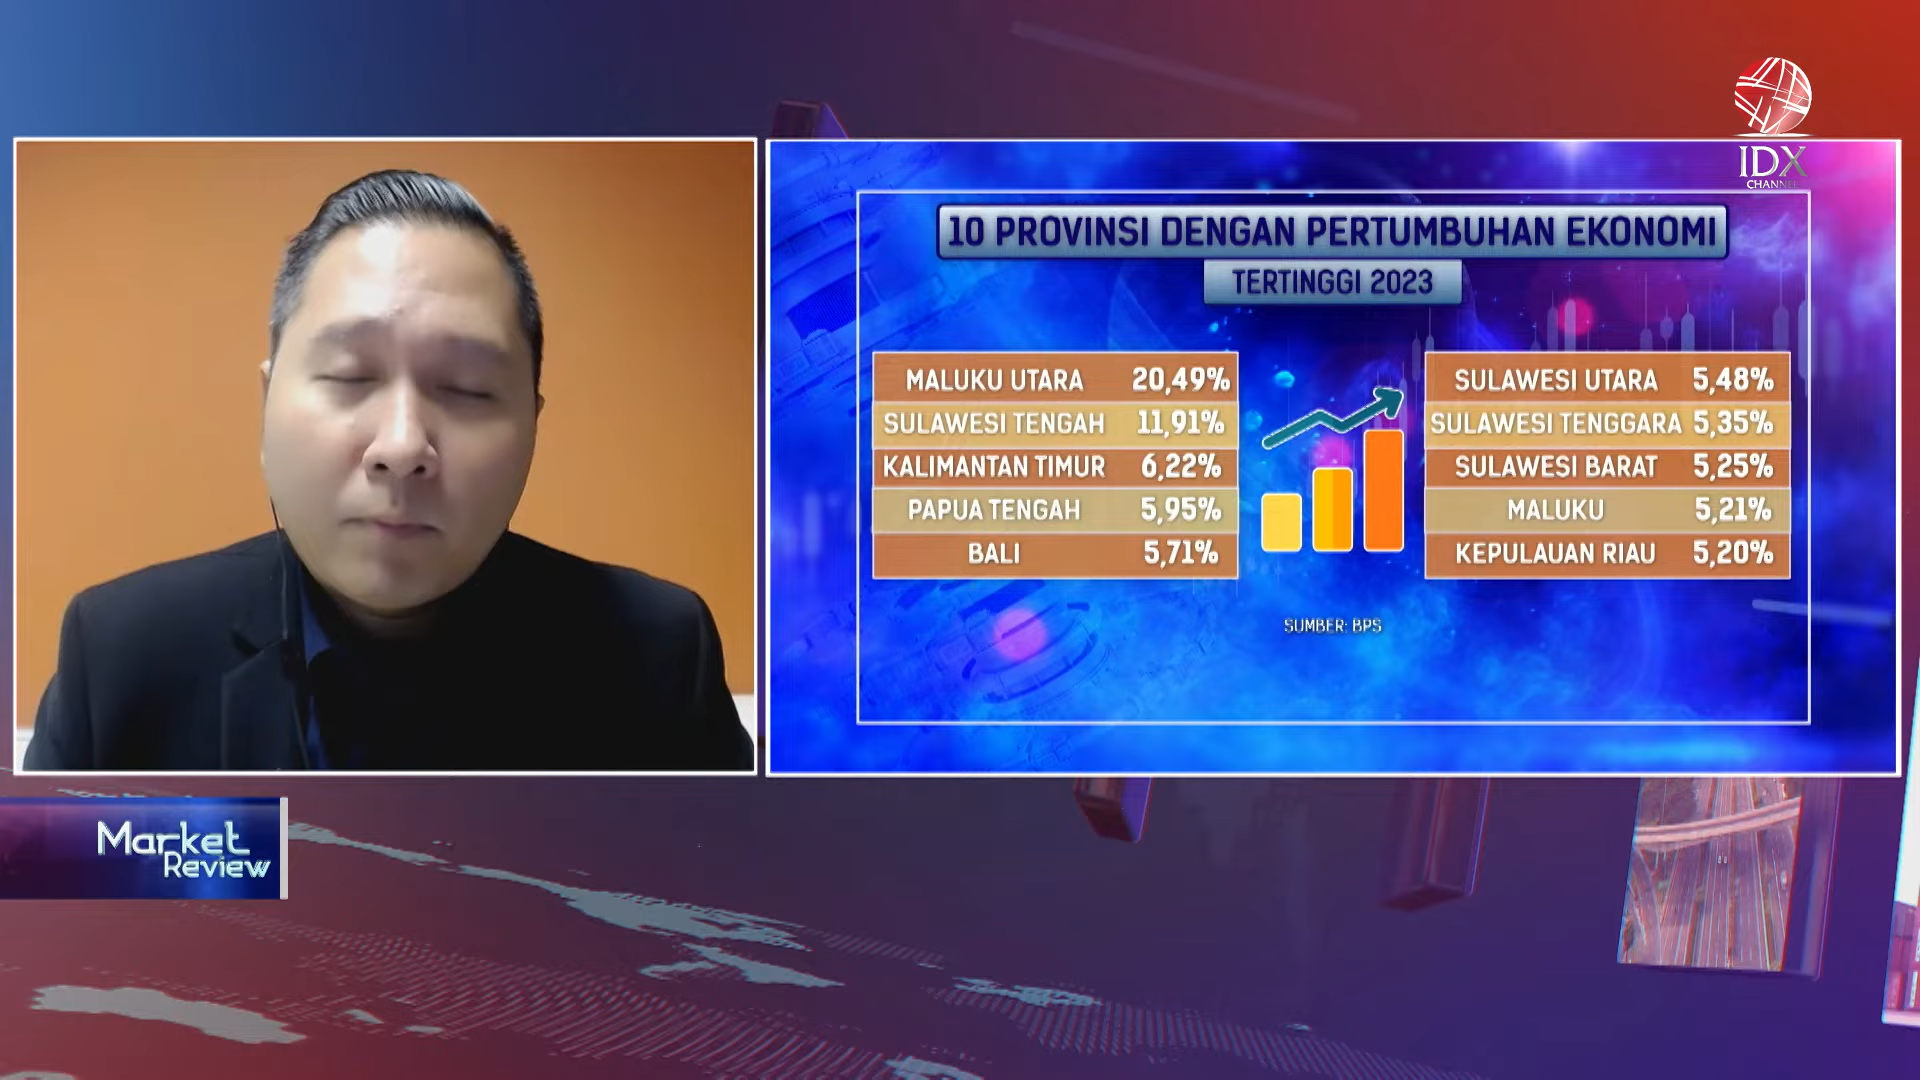 IDX
CHANNEL
10 PROVINSI DENGAN PERTUMBUHAN EKONOMI
TERTINGGI 2023
MALUKU UTARA 20,49%
SULAWESI TENGAH 11,91%
KALIMANTAN TIMUR 6,22%
PAPUA TENGAH 5,95%
BALI 5,71%
SULAWESI UTARA 5,48%
SULAWESI TENGGARA 5,35%
SULAWESI BARAT 5,25%
MALUKU 5,21%
KEPULAUAN RIAU 5,20%
SUMBER: BPS
Market
Review